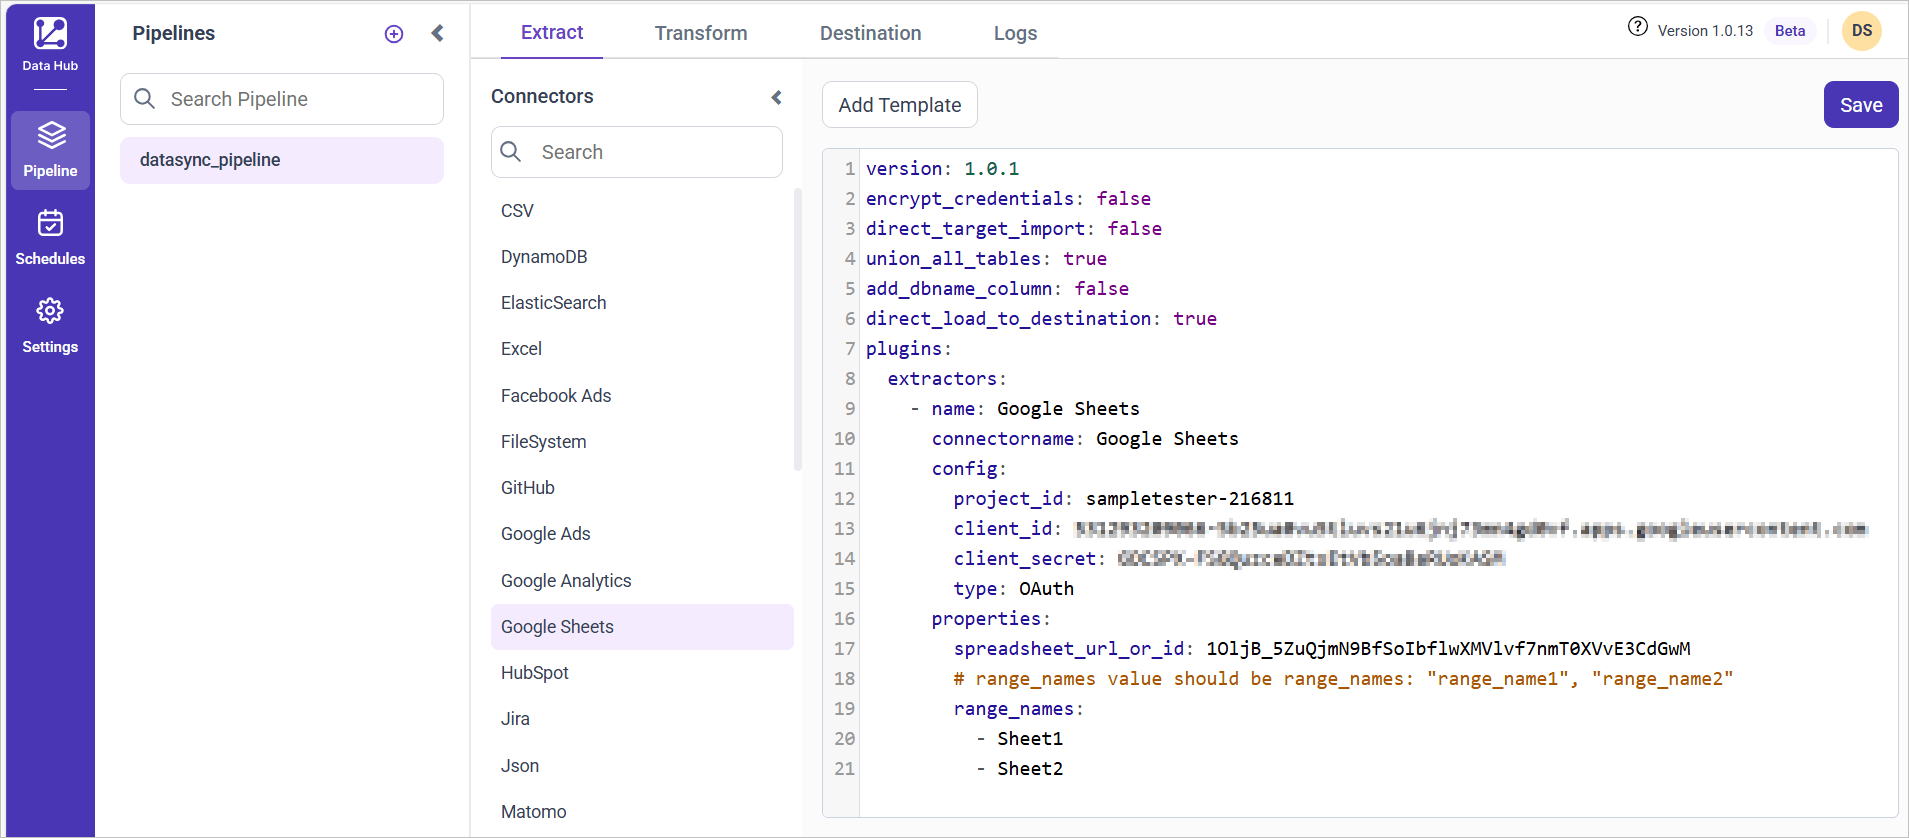 Data Hub
Pipeline
Schedules
Settings
Pipelines
Search Pipeline
datasync_pipeline
Extract
Transform
Destination
Logs
Version 1.0.13
Beta
DS
Connectors
Search
CSV
DynamoDB
ElasticSearch
Excel
Facebook Ads
FileSystem
GitHub
Google Ads
Google Analytics
Google Sheets
HubSpot
Jira
Json
Matomo
Add Template
Save
1 version: 1.0.1
2 encrypt_credentials: false
3 direct_target_import: false
4 union_all_tables: true
5 add_dbname_column: false
6 direct_load_to_destination: true
7 plugins:
8 extractors:
9 - name: Google Sheets
10 connectorname: Google Sheets
11 config:
12 project_id: sampletester-216811
13 client_id:
14 client_secret:
15 type: OAuth
16 properties:
17 spreadsheet_url_or_id: 1OljB_5ZuQjmN9BfSoIbflwXMVlvf7nmT0XVvE3CdGwM
18 # range_names value should be range_names: "range_name1", "range_name2"
19 range_names:
20 - Sheet1
21 - Sheet2